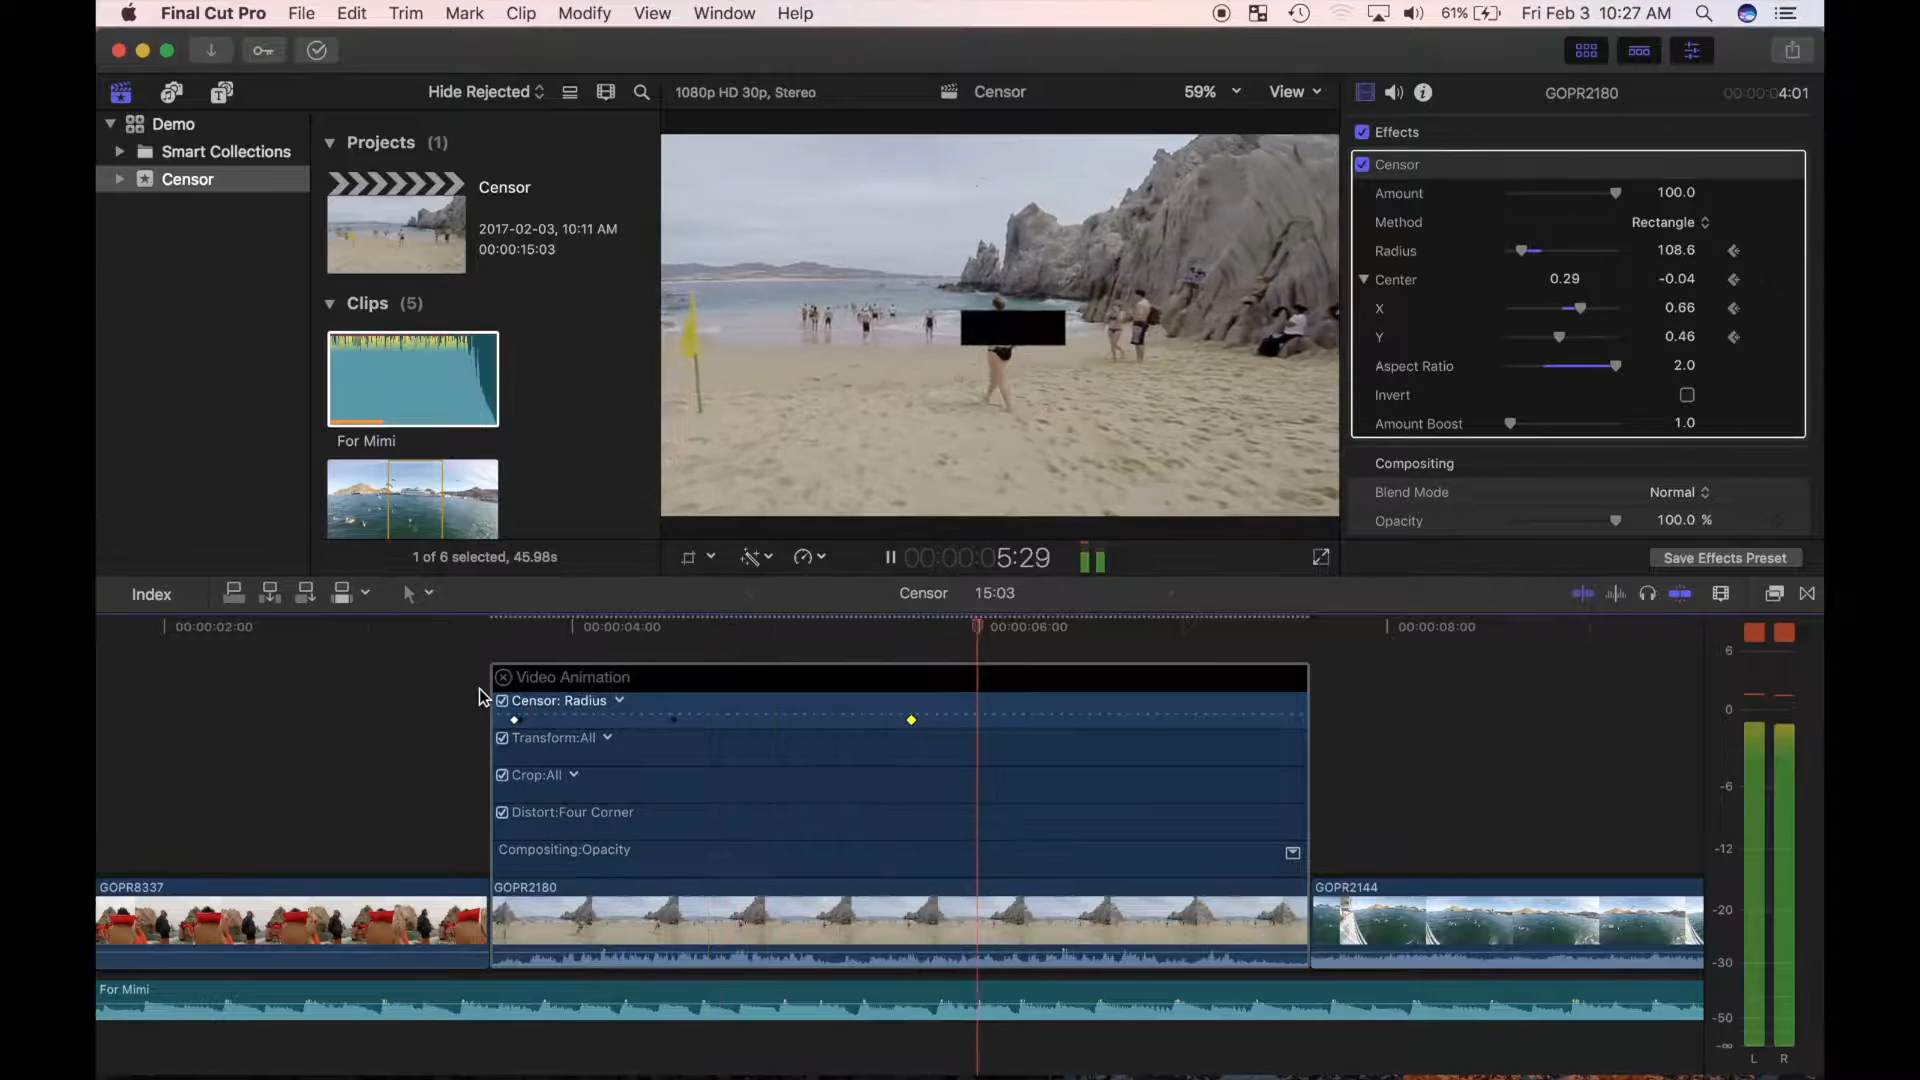 Final Cut Pro File Edit Trim Mark Clip Modify View Window Help 61% Fri Feb 3 10:27 AM
Hide Rejected
1080p HD 30p, Stereo
Censor
59%
View
GOPR2180
00:00:04:01
Demo
Smart Collections
Censor
Projects (1)
Censor
2017-02-03, 10:11 AM
00:00:15:03
Clips (5)
For Mimi
1 of 6 selected, 45.98s
00:00:05:29
Effects
Censor
Amount 100.0
Method Rectangle
Radius 108.6
Center 0.29 -0.04
X 0.66
Y 0.46
Aspect Ratio 2.0
Invert
Amount Boost 1.0
Compositing
Blend Mode Normal
Opacity 100.0 %
Save Effects Preset
Index
Censor 15:03
00:00:02:00 00:00:04:00 00:00:06:00 00:00:08:00
Video Animation
Censor: Radius
Transform:All
Crop:All
Distort:Four Corner
Compositing:Opacity
GOPR8337
GOPR2180
GOPR2144
For Mimi
6
0
-6
-12
-20
-30
-50
-∞
L R